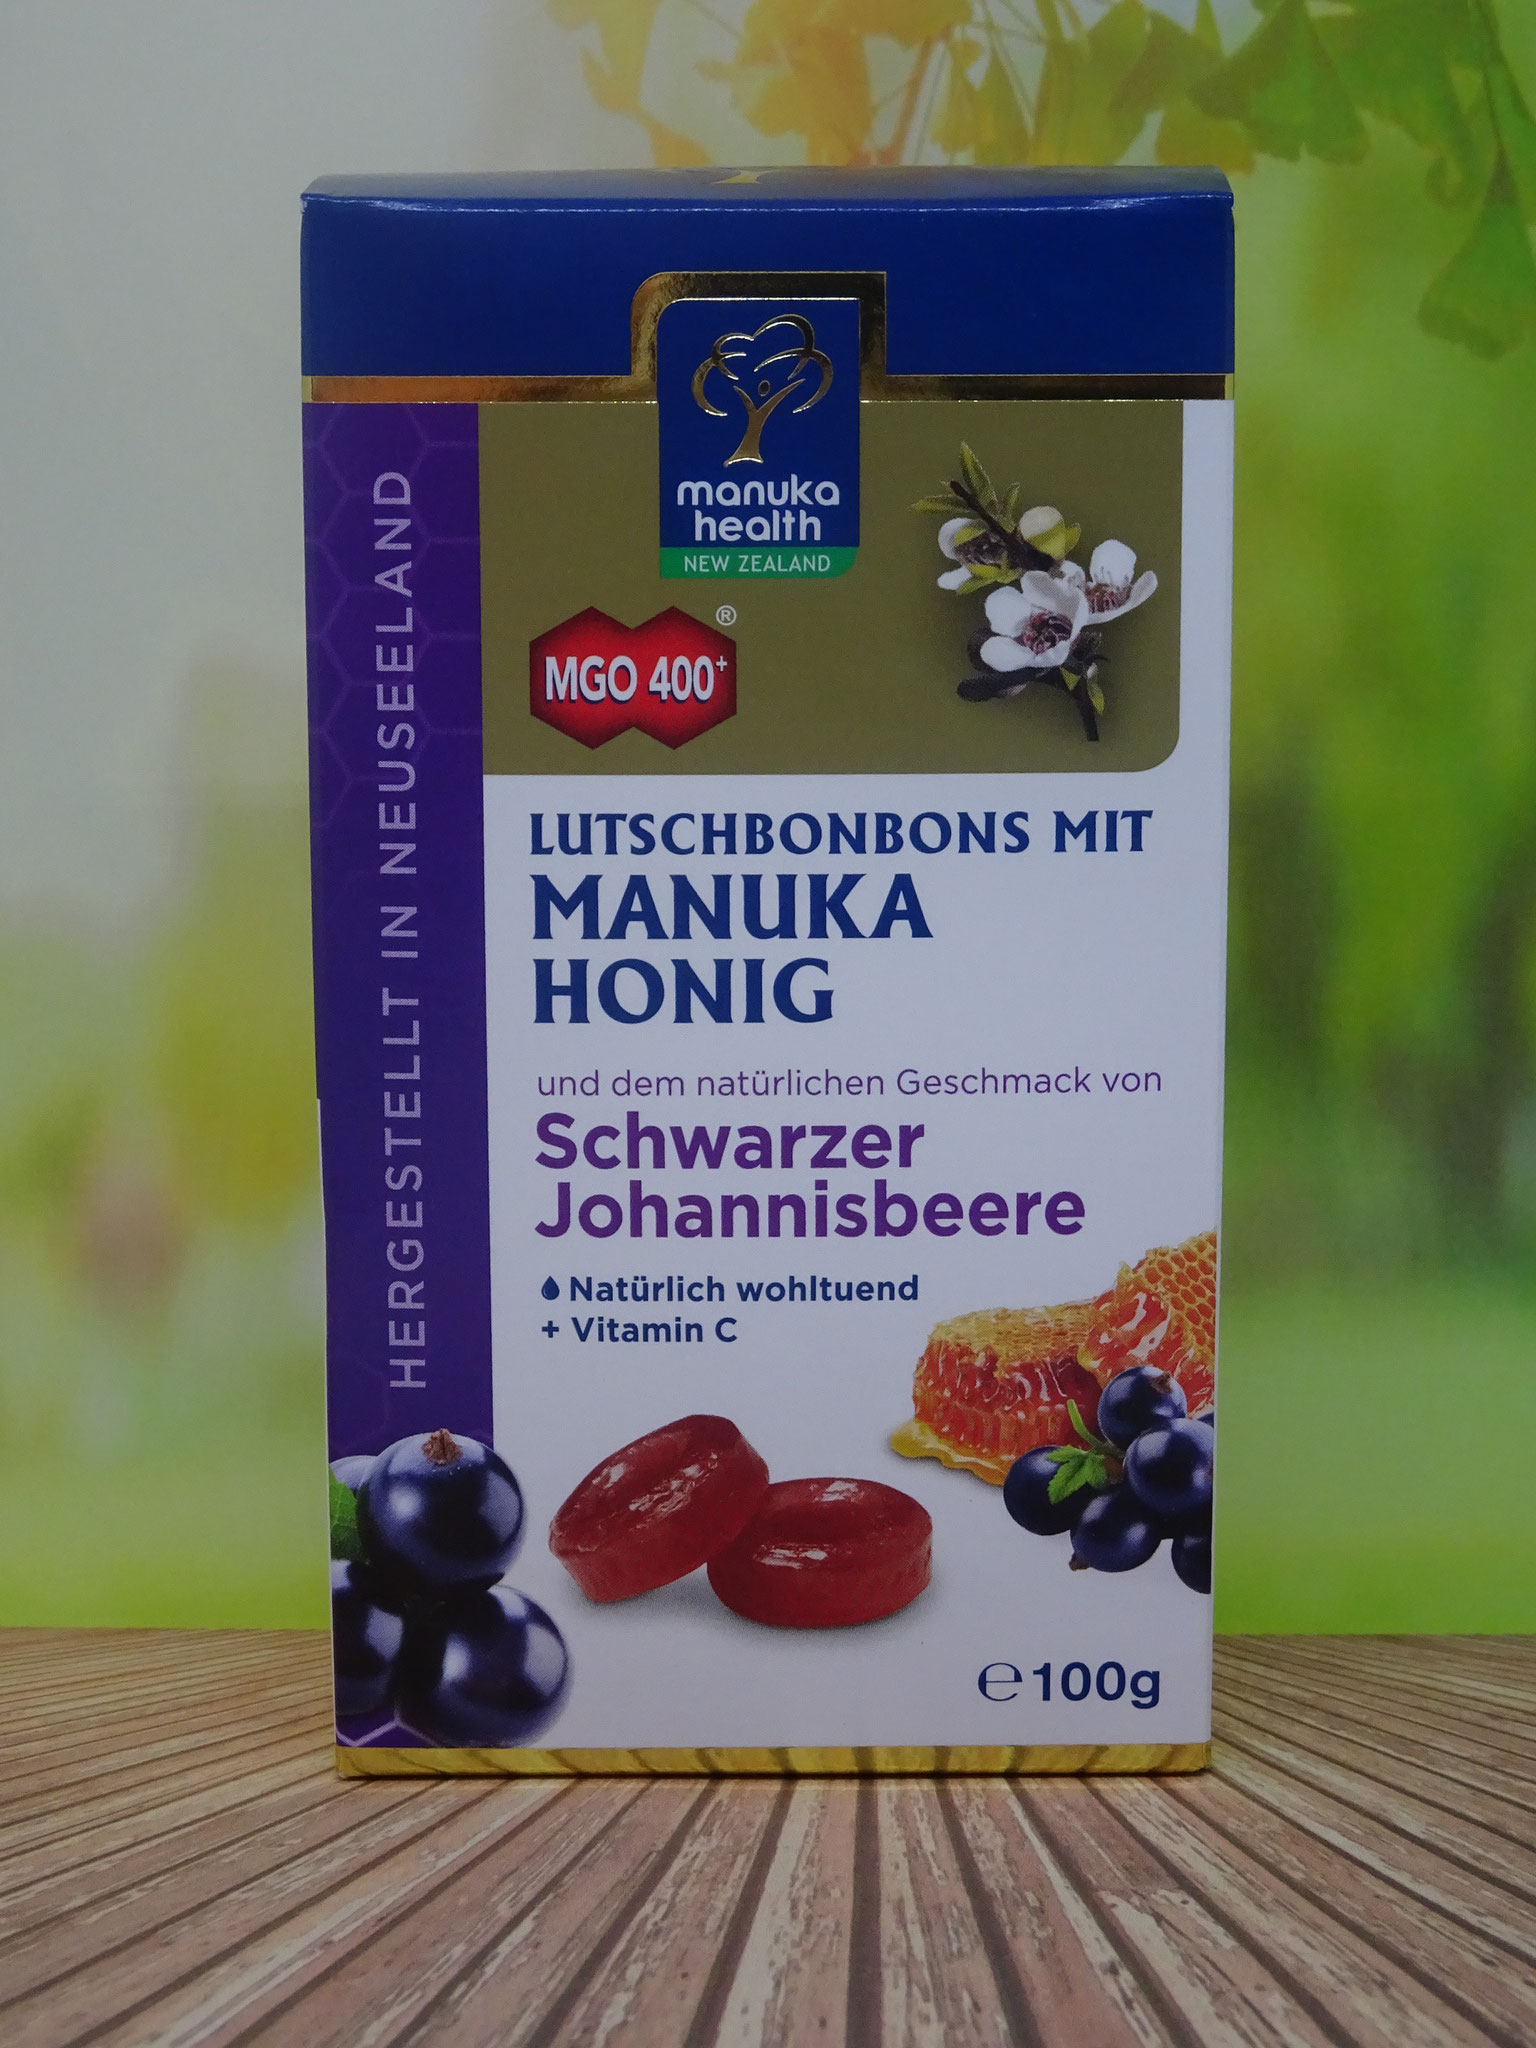 manuka
health
NEW ZEALAND
MGO 400+ ®
HERGESTELLT IN NEUSEELAND
LUTSCHBONBONS MIT
MANUKA
HONIG
und dem natürlichen Geschmack von
Schwarzer
Johannisbeere
Natürlich wohltuend
+ Vitamin C
℮100g